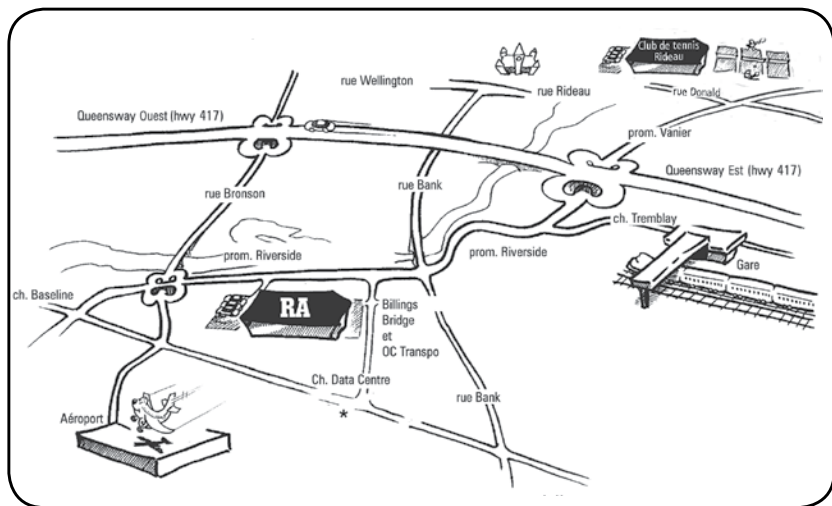 Club de tennis
Rideau
rue Wellington
rue Rideau
rue Donald
Queensway Ouest (hwy 417)
prom. Vanier
Queensway Est (hwy 417)
rue Bronson
rue Bank
ch. Tremblay
prom. Riverside
prom. Riverside
Gare
ch. Baseline
RA
Billings
Bridge
et
OC Transpo
Ch. Data Centre
rue Bank
*
Aéroport